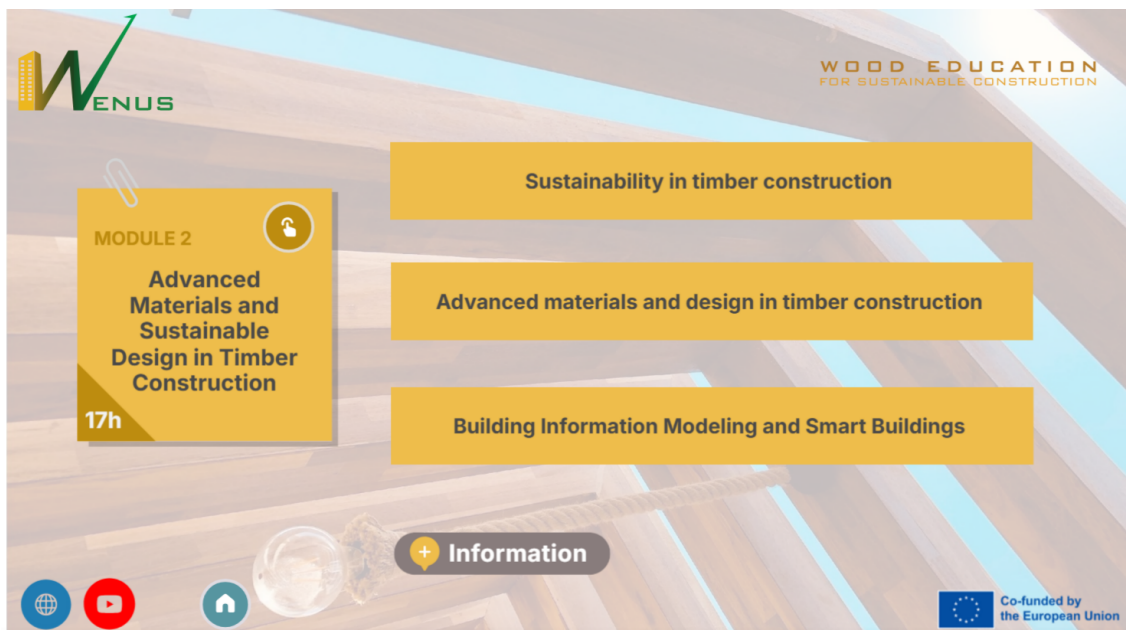 WENUS
WOOD EDUCATION
FOR SUSTAINABLE CONSTRUCTION
MODULE 2
Advanced
Materials and
Sustainable
Design in Timber
Construction
17h
Sustainability in timber construction
Advanced materials and design in timber construction
Building Information Modeling and Smart Buildings
+ Information
Co-funded by
the European Union